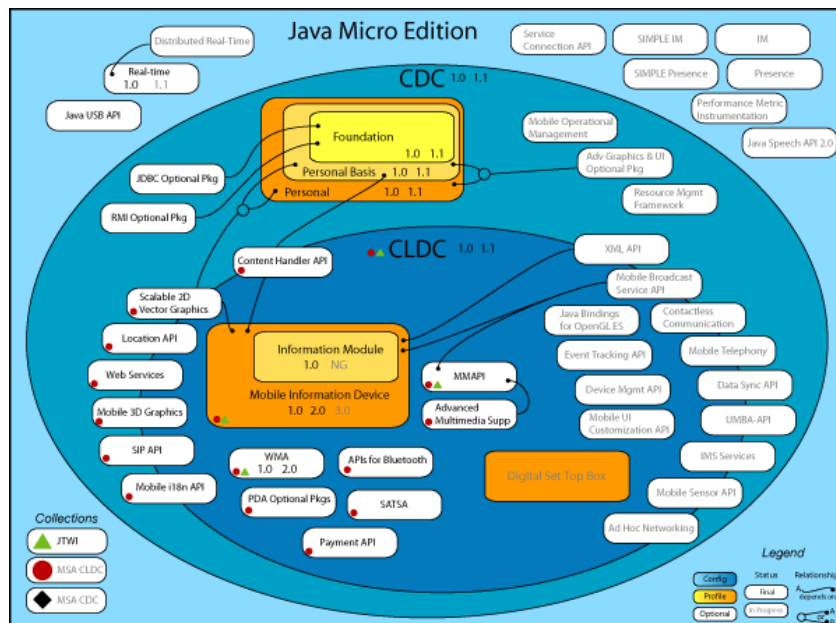 Java Micro Edition
Distributed Real-Time
Real-time
1.0 1.1
Java USB API
Service
Connection API
SIMPLE IM
IM
SIMPLE Presence
Presence
Performance Metric
Instrumentation
Java Speech API 2.0
CDC 1.0 1.1
Foundation
1.0 1.1
Personal Basis 1.0 1.1
Personal 1.0 1.1
JDBC Optional Pkg
RMI Optional Pkg
Mobile Operational
Management
Adv Graphics & UI
Optional Pkg
Resource Mgmt
Framework
CLDC 1.0 1.1
Content Handler API
Scalable 2D
Vector Graphics
Location API
Web Services
Mobile 3D Graphics
SIP API
Mobile i18n API
Information Module
1.0 NG
Mobile Information Device
1.0 2.0 3.0
MMAPI
Advanced
Multimedia Supp
WMA
1.0 2.0
APIs for Bluetooth
PDA Optional Pkgs
SATSA
Payment API
Digital Set Top Box
XML API
Mobile Broadcast
Service API
Java Bindings
for OpenGL ES
Contactless
Communication
Event Tracking API
Mobile Telephony
Device Mgmt API
Data Sync API
Mobile UI
Customization API
UMBA-API
IMS Services
Mobile Sensor API
Ad Hoc Networking
Collections
JTWI
MSA CLDC
MSA CDC
Legend
Config
Profile
Optional
Status
Final
In Progress
Relationship
A
depends on
or
A